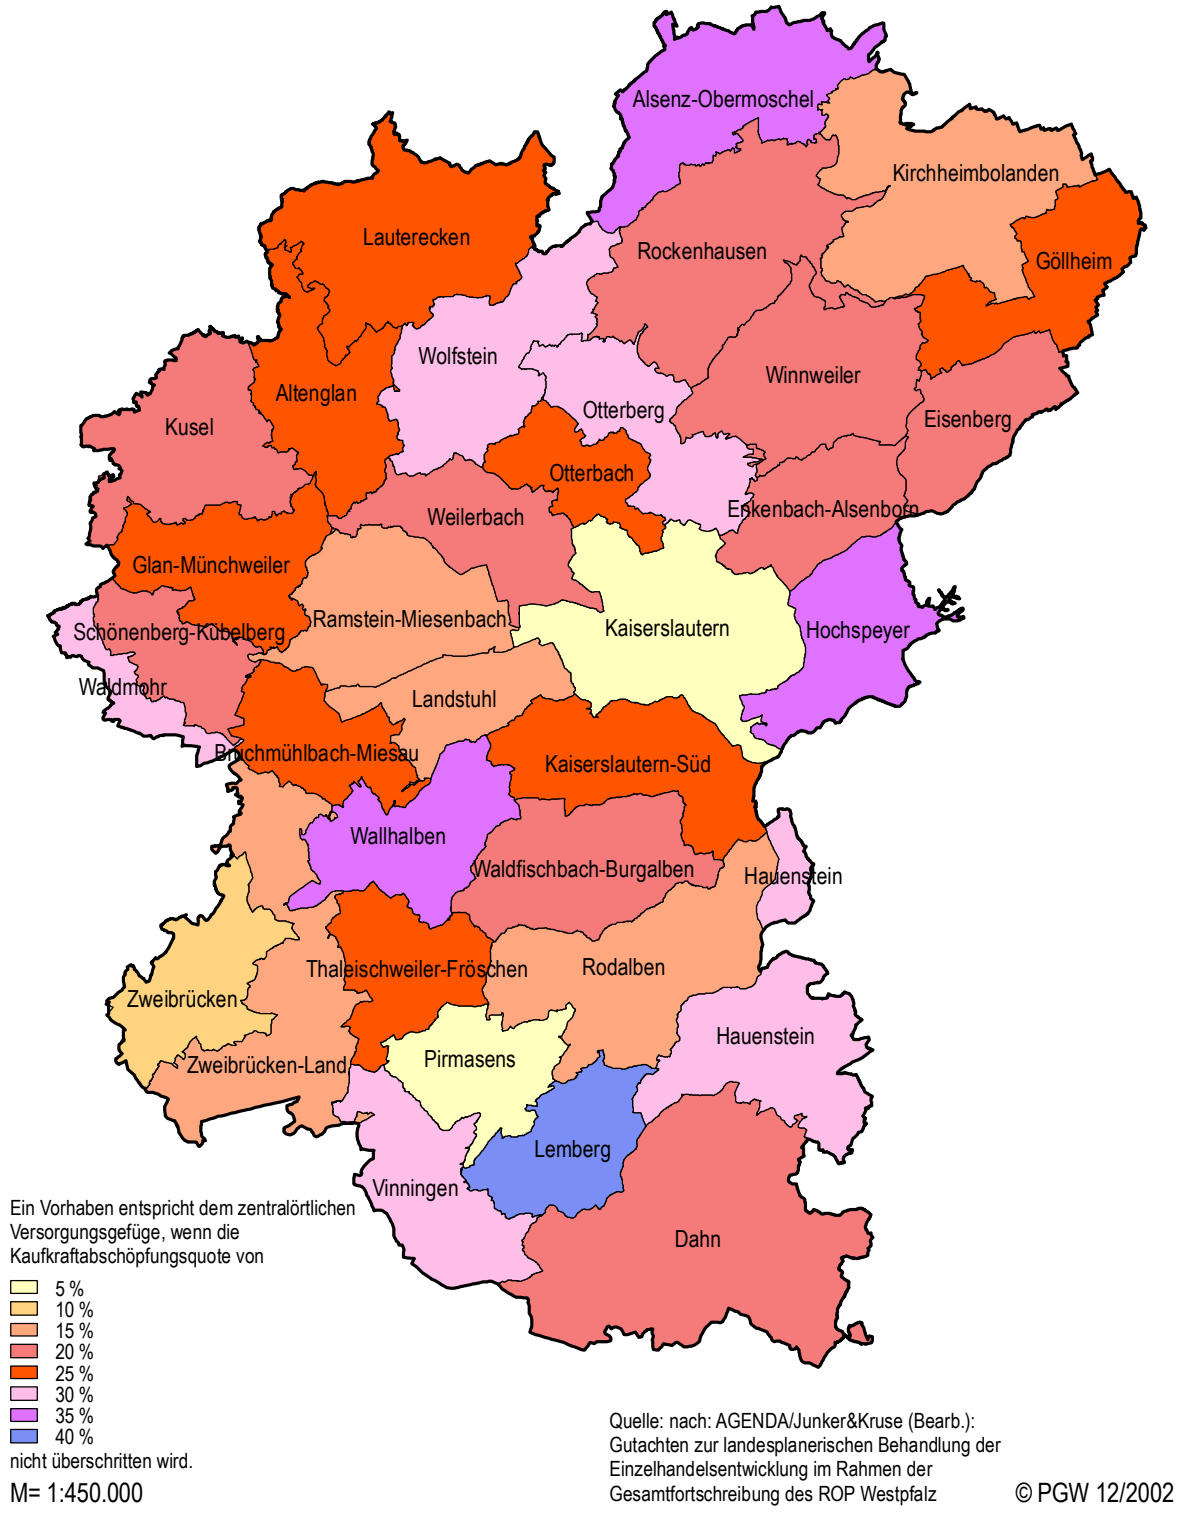 Alsenz-Obermoschel
Kirchheimbolanden
Lauterecken
Rockenhausen
Göllheim
Wolfstein
Winnweiler
Altenglan
Otterberg
Eisenberg
Kusel
Otterbach
Weilerbach
Enkenbach-Alsenborn
Glan-Münchweiler
Ramstein-Miesenbach
Kaiserslautern
Hochspeyer
Schönenberg-Kübelberg
Waldmohr
Landstuhl
Bruchmühlbach-Miesau
Kaiserslautern-Süd
Wallhalben
Waldfischbach-Burgalben
Hauenstein
Thaleischweiler-Fröschen
Rodalben
Zweibrücken
Hauenstein
Zweibrücken-Land
Pirmasens
Lemberg
Vinningen
Dahn
Ein Vorhaben entspricht dem zentralörtlichen
Versorgungsgefüge, wenn die
Kaufkraftabschöpfungsquote von
5 %
10 %
15 %
20 %
25 %
30 %
35 %
40 %
nicht überschritten wird.
M= 1:450.000
Quelle: nach: AGENDA/Junker&Kruse (Bearb.):
Gutachten zur landesplanerischen Behandlung der
Einzelhandelsentwicklung im Rahmen der
Gesamtfortschreibung des ROP Westpfalz
© PGW 12/2002